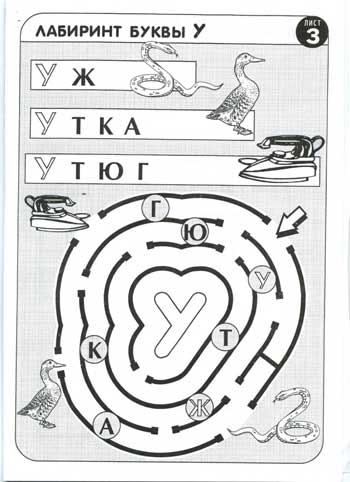 ЛАБИРИНТ БУКВЫ У
ЛИСТ
3
У Ж
У Т К А
У Т Ю Г
Г
Ю
У
К
У
Т
А
Ж